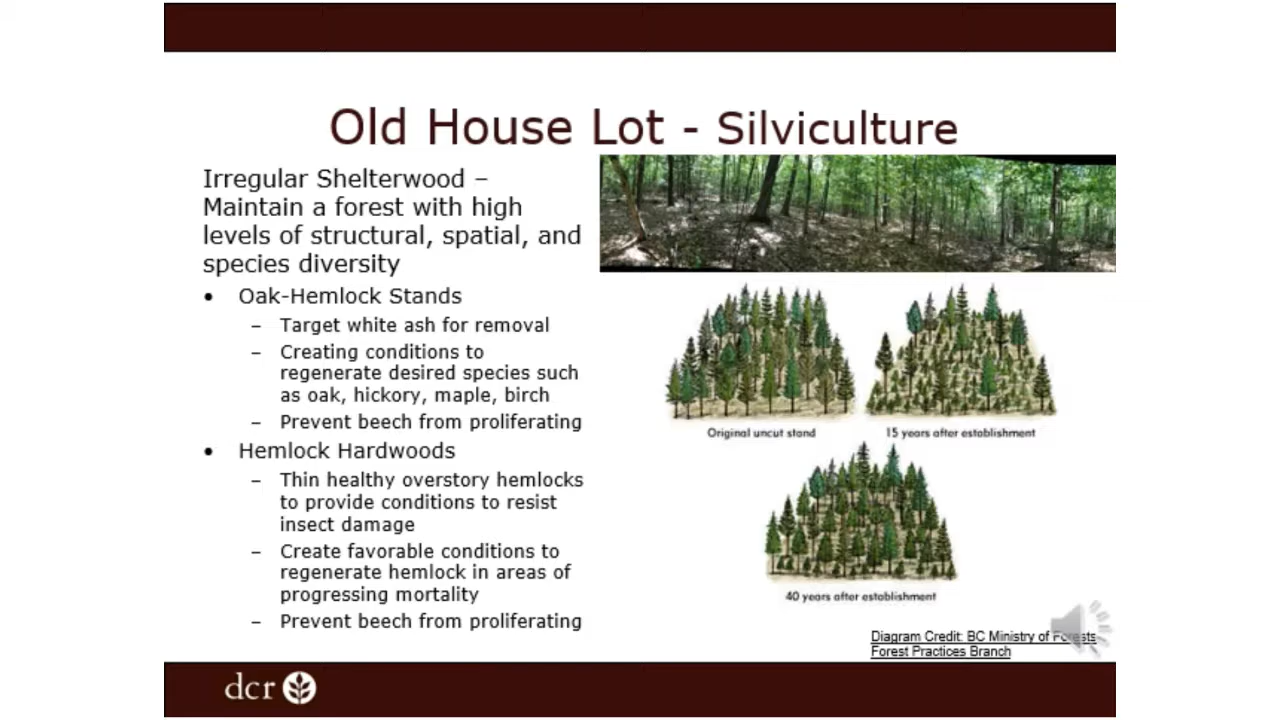 Old House Lot - Silviculture
Irregular Shelterwood –
Maintain a forest with high
levels of structural, spatial, and
species diversity
• Oak-Hemlock Stands
– Target white ash for removal
– Creating conditions to
regenerate desired species such
as oak, hickory, maple, birch
– Prevent beech from proliferating
• Hemlock Hardwoods
– Thin healthy overstory hemlocks
to provide conditions to resist
insect damage
– Create favorable conditions to
regenerate hemlock in areas of
progressing mortality
– Prevent beech from proliferating
Original uncut stand
15 years after establishment
40 years after establishment
Diagram Credit: BC Ministry of Forests
Forest Practices Branch
dcr